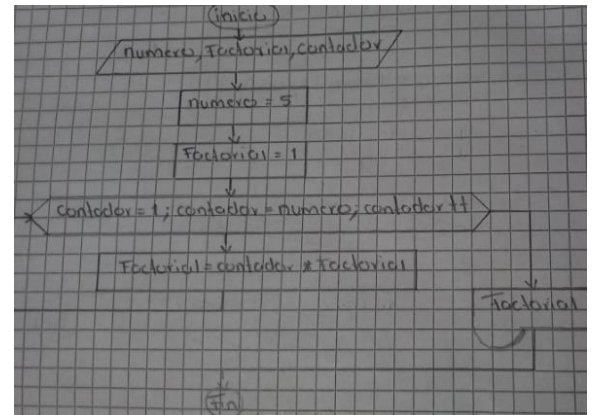 inicio
numero, Factorial, contador
numero = 5
Factorial = 1
contador = 1; contador = numero; contador ++
Factorial = contador * Factorial
Factorial
Fin